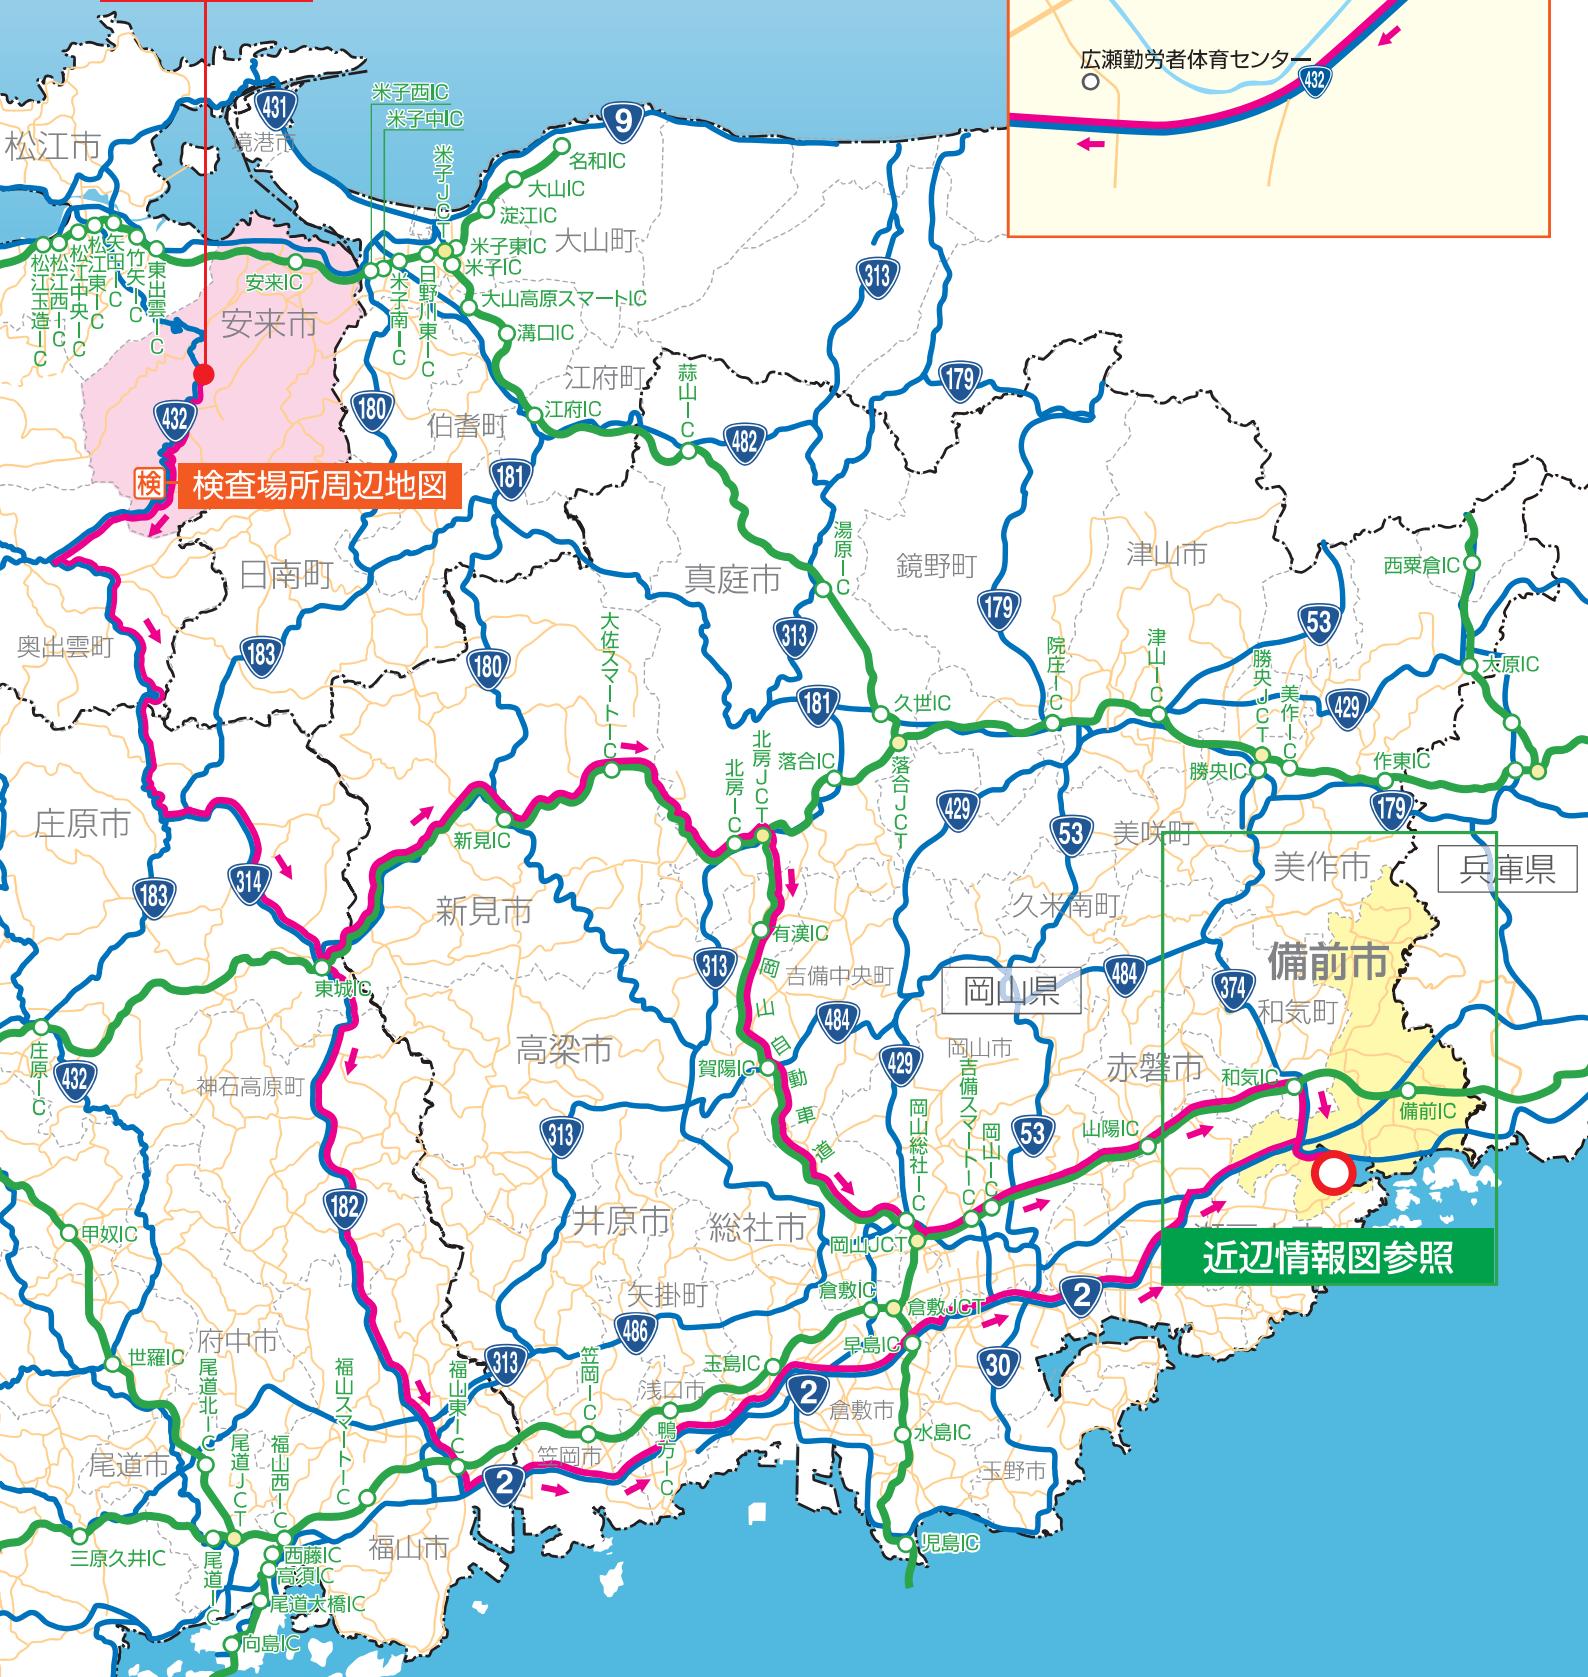 広瀬勤労者体育センター
432
431
9
米子西IC
米子中IC
米子JCT
名和IC
大山IC
淀江IC
松江市
境港市
大山町
米子東IC
米子IC
松江玉造IC
松江西IC
松江中央IC
松江東IC
矢田IC
竹矢IC
東出雲IC
安来IC
米子南IC
日野川東IC
大山高原スマートIC
溝口IC
313
安来市
江府町
蒜山IC
179
432
180
伯耆町
江府IC
482
181
検
検査場所周辺地図
湯原IC
日南町
真庭市
鏡野町
津山市
西粟倉IC
179
53
奥出雲町
183
180
大佐スマートIC
313
院庄IC
津山IC
勝央JCT
美作IC
大原IC
181
久世IC
429
北房IC
北房JCT
落合IC
落合JCT
勝央IC
作東IC
庄原市
新見IC
429
53
美咲町
179
183
314
新見市
久米南町
美作市
兵庫県
有漢IC
備前市
東城IC
313
岡山自動車道
吉備中央町
岡山県
484
374
和気町
庄原IC
432
神石高原町
高梁市
484
賀陽IC
429
岡山市
赤磐市
和気IC
備前IC
313
岡山総社IC
吉備スマートIC
岡山IC
53
山陽IC
182
甲奴IC
井原市
総社市
岡山JCT
近辺情報図参照
矢掛町
倉敷IC
倉敷JCT
2
486
早島IC
府中市
世羅IC
尾道北IC
福山スマートIC
福山東IC
313
笠岡IC
玉島IC
30
浅口市
2
倉敷市
鴨方IC
水島IC
尾道市
尾道JCT
福山西IC
2
笠岡市
玉野市
三原久井IC
尾道IC
西藤IC
高須IC
福山市
児島IC
尾道大橋IC
向島IC